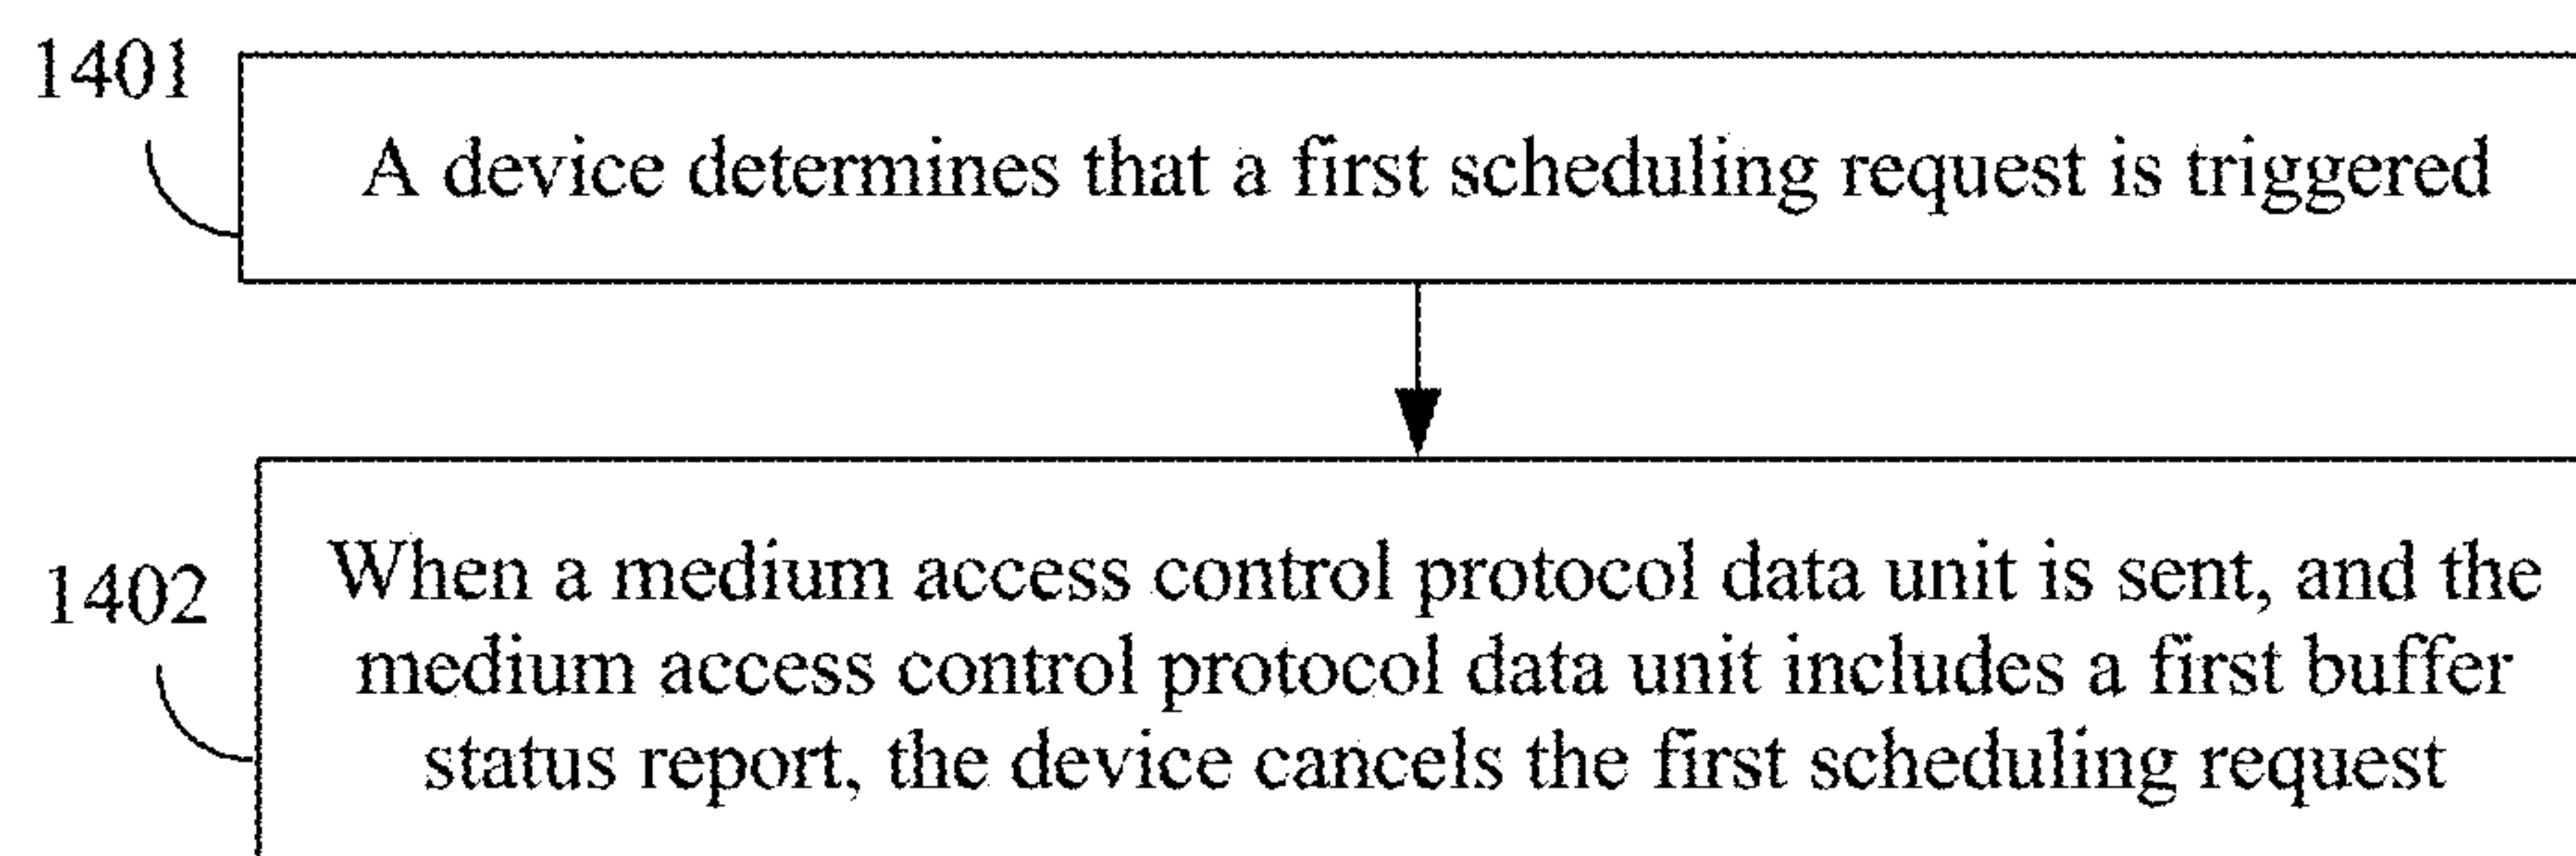 1401
A device determines that a first scheduling request is triggered
1402
When a medium access control protocol data unit is sent, and the
medium access control protocol data unit includes a first buffer
status report, the device cancels the first scheduling request